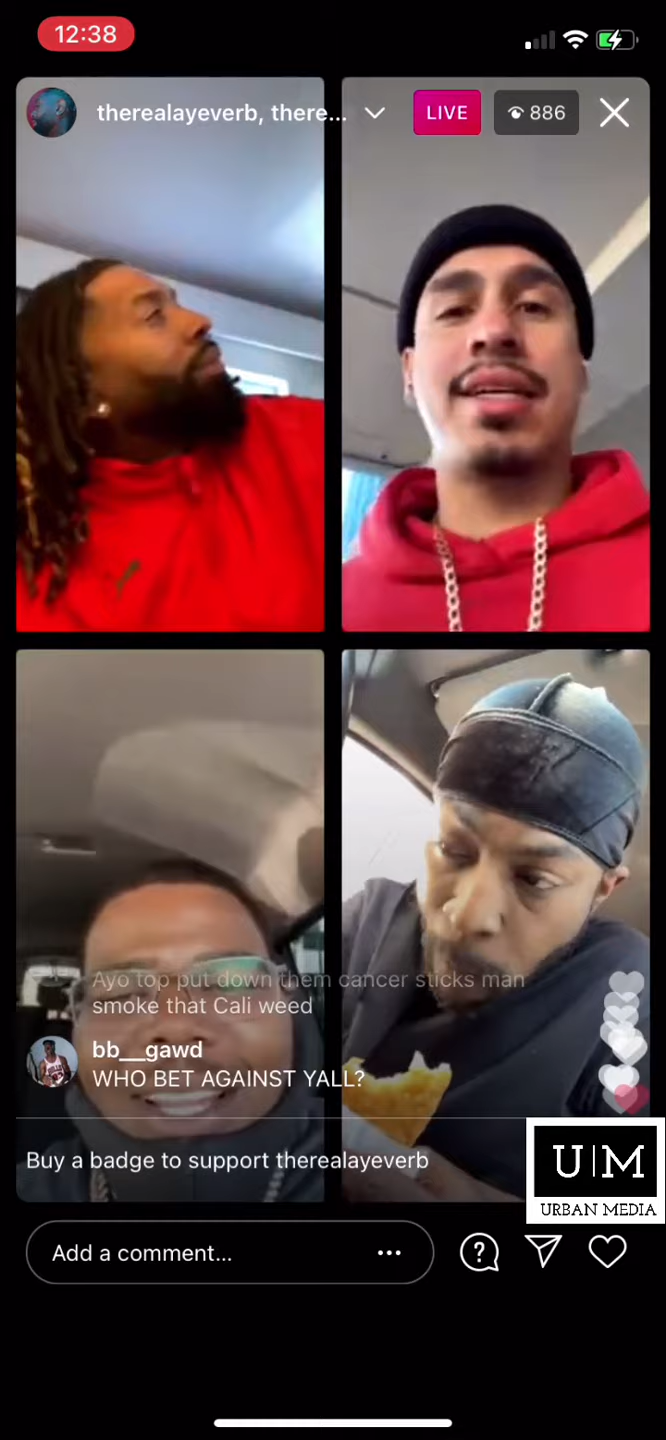 12:38
therealayeverb, there...
LIVE
886
Ayo top put down them cancer sticks man
smoke that Cali weed
bb__gawd
WHO BET AGAINST YALL?
Buy a badge to support therealayeverb
U|M
URBAN MEDIA
Add a comment...